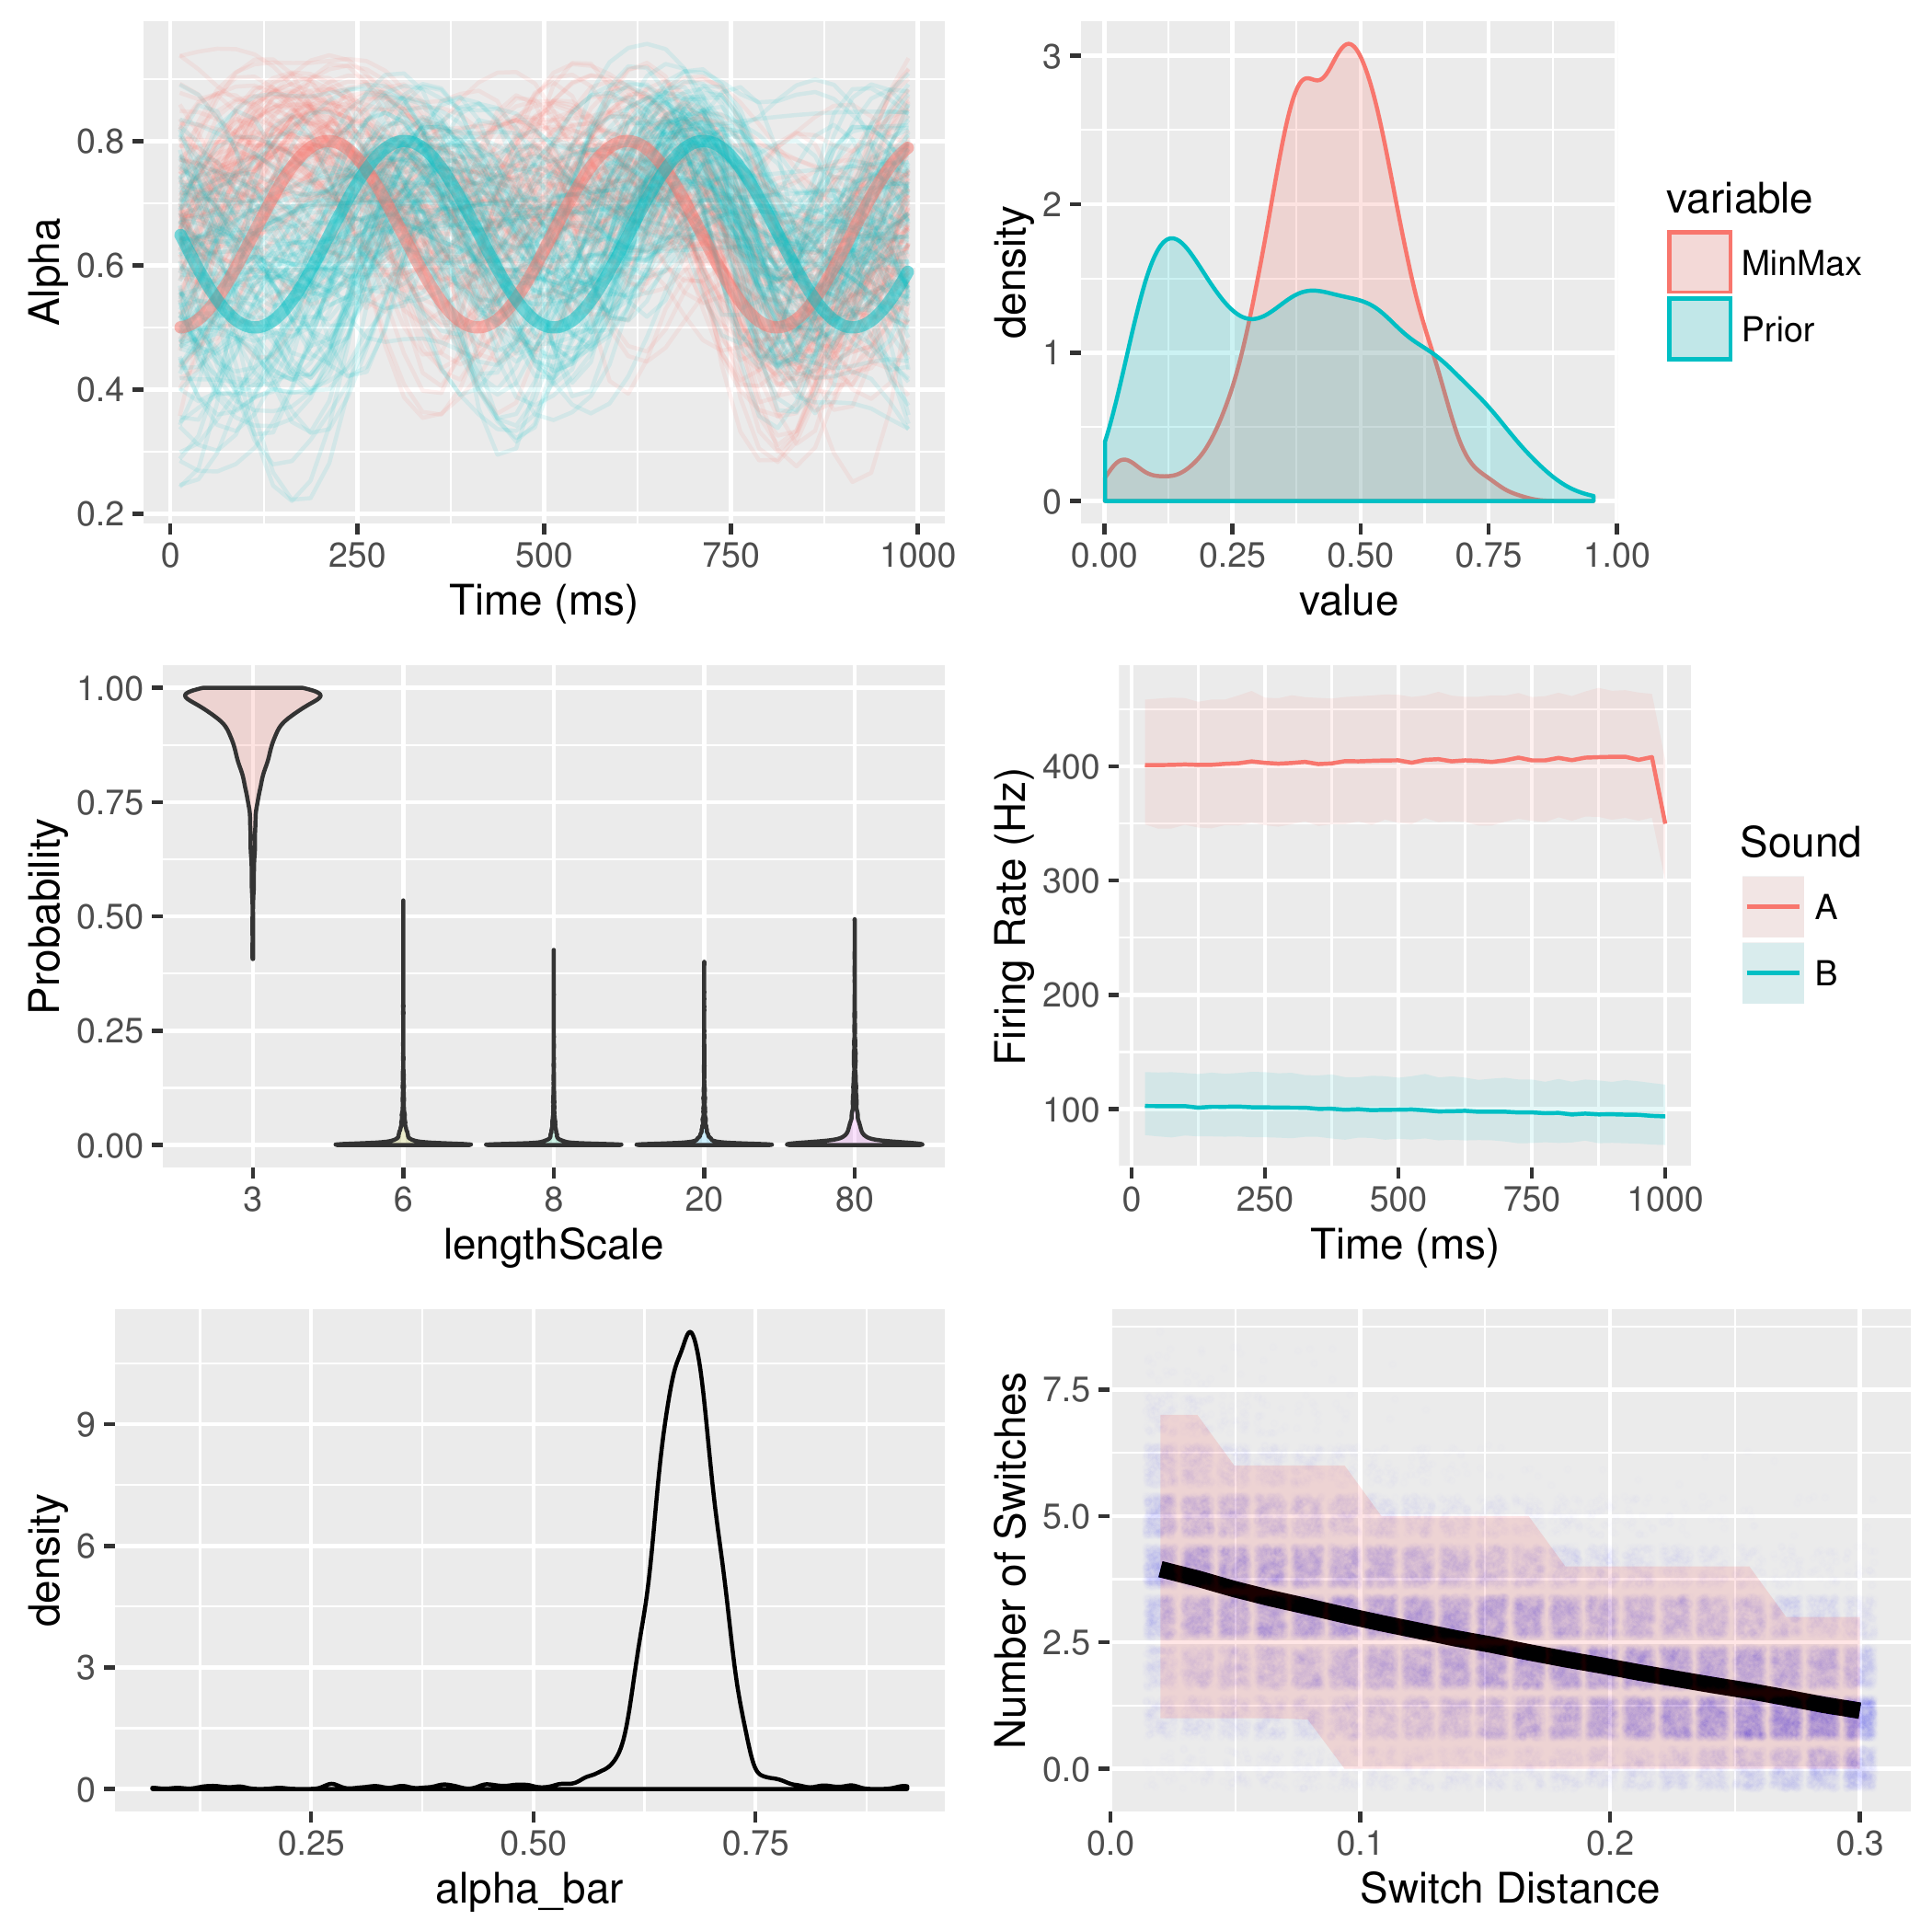 Alpha
0.8
0.6
0.4
0.2
0 250 500 750 1000
Time (ms)
density
3
2
1
0
0.00 0.25 0.50 0.75 1.00
value
variable
MinMax
Prior
Probability
1.00
0.75
0.50
0.25
0.00
3 6 8 20 80
lengthScale
Firing Rate (Hz)
400
300
200
100
0 250 500 750 1000
Time (ms)
Sound
A
B
density
9
6
3
0
0.25 0.50 0.75
alpha_bar
Number of Switches
7.5
5.0
2.5
0.0
0.0 0.1 0.2 0.3
Switch Distance